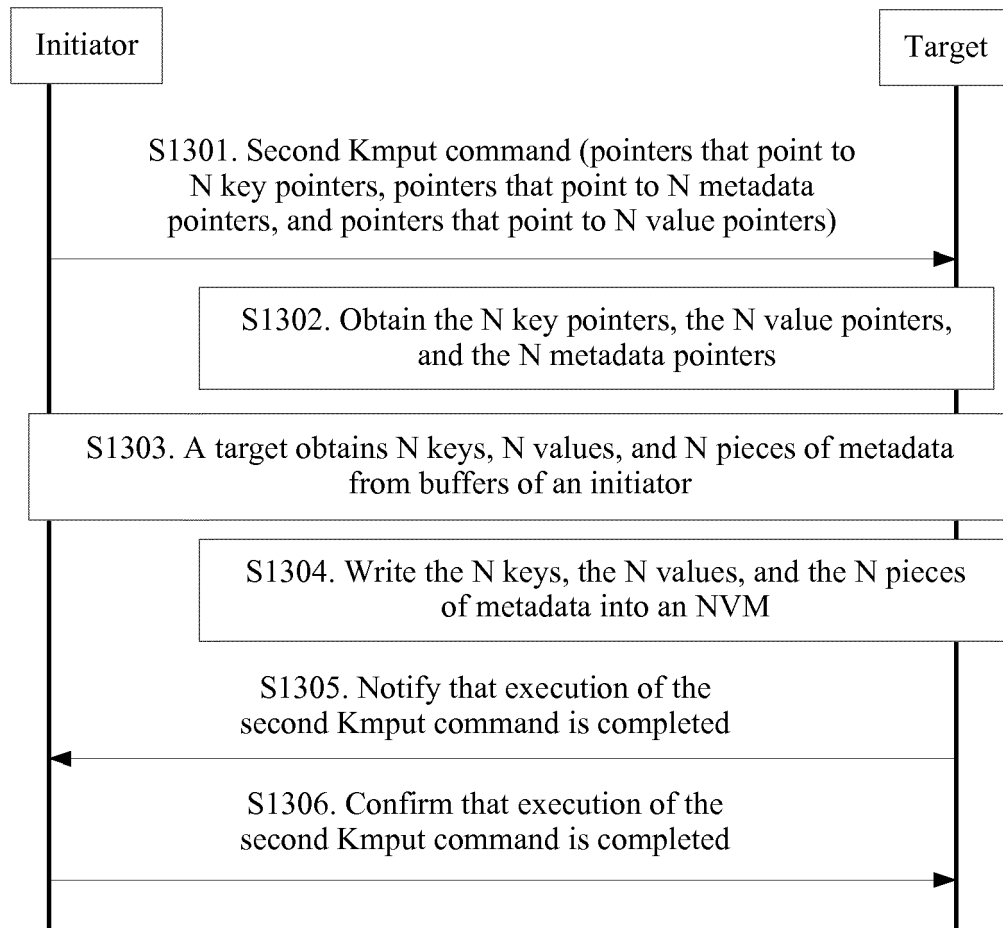 Initiator
Target
S1301. Second Kmput command (pointers that point to
N key pointers, pointers that point to N metadata
pointers, and pointers that point to N value pointers)
S1302. Obtain the N key pointers, the N value pointers,
and the N metadata pointers
S1303. A target obtains N keys, N values, and N pieces of metadata
from buffers of an initiator
S1304. Write the N keys, the N values, and the N pieces
of metadata into an NVM
S1305. Notify that execution of the
second Kmput command is completed
S1306. Confirm that execution of the
second Kmput command is completed